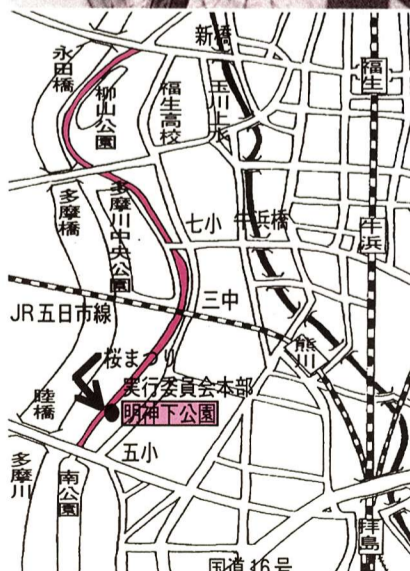 新橋
永田橋
柳山公園
福生高校
玉川上水
福生
多摩橋
多摩川中央公園
七小
牛浜橋
牛浜
三中
JR五日市線
熊川
桜まつり
実行委員会本部
明神下公園
睦橋
五小
多摩川
南公園
拝島
国道16号